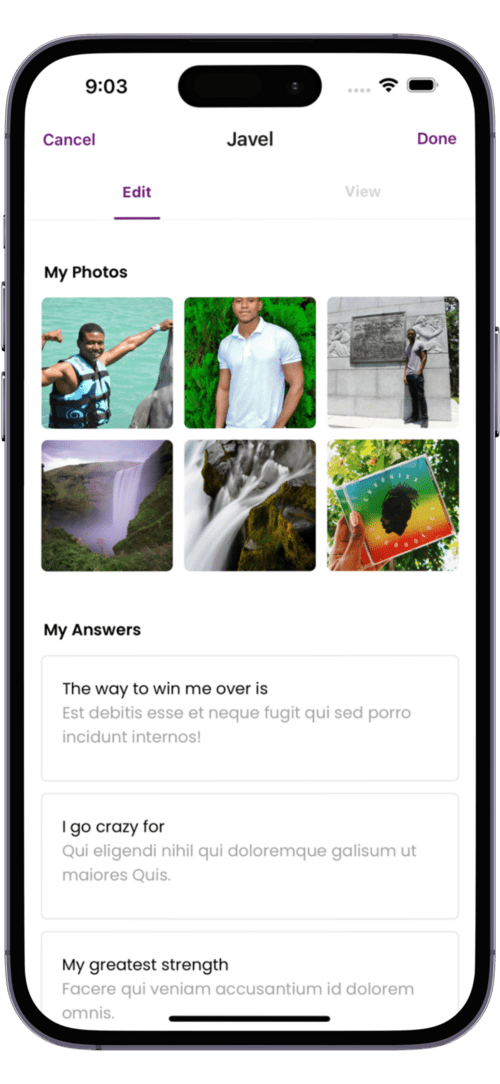 9:03
Cancel
Javel
Done
Edit
View
My Photos
My Answers
The way to win me over is
Est debitis esse et neque fugit qui sed porro
incidunt internos!
I go crazy for
Qui eligendi nihil qui doloremque galisum ut
maiores Quis.
My greatest strength
Facere qui veniam accusantium id dolorem
omnis.